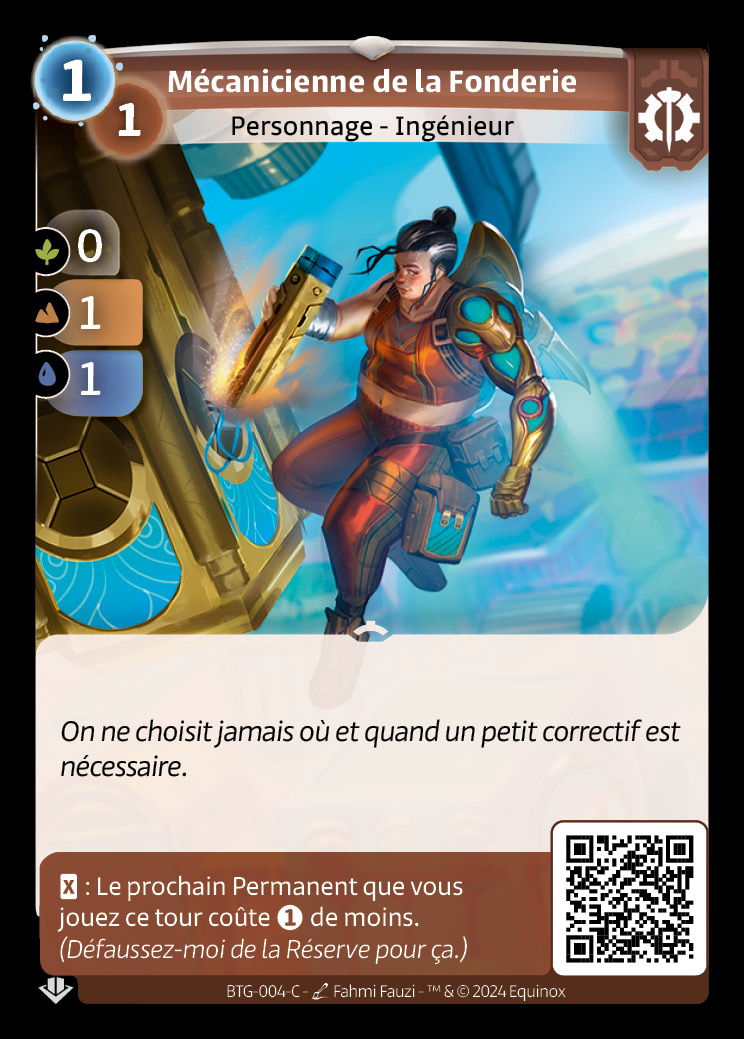 1
Mécanicienne de la Fonderie
1
Personnage - Ingénieur
0
1
1
On ne choisit jamais où et quand un petit correctif est
nécessaire.
X : Le prochain Permanent que vous
jouez ce tour coûte 1 de moins.
(Défaussez-moi de la Réserve pour ça.)
BTG-004-C - Fahmi Fauzi - ™ & © 2024 Equinox